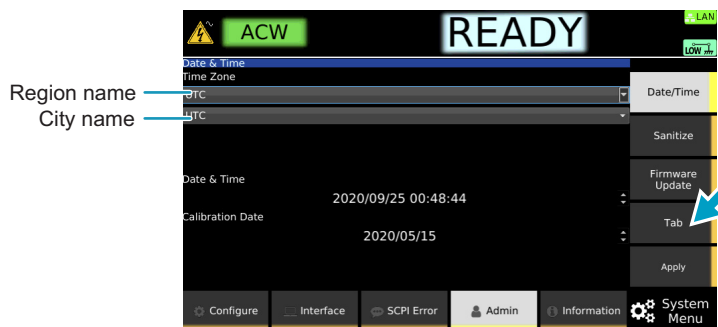 LAN
ACW
READY
LOW
Date & Time
Time Zone
Region name
UTC
City name
UTC
Date/Time
Sanitize
Firmware
Update
Date & Time
2020/09/25 00:48:44
Tab
Calibration Date
2020/05/15
Apply
Configure
Interface
SCPI Error
Admin
Information
System
Menu